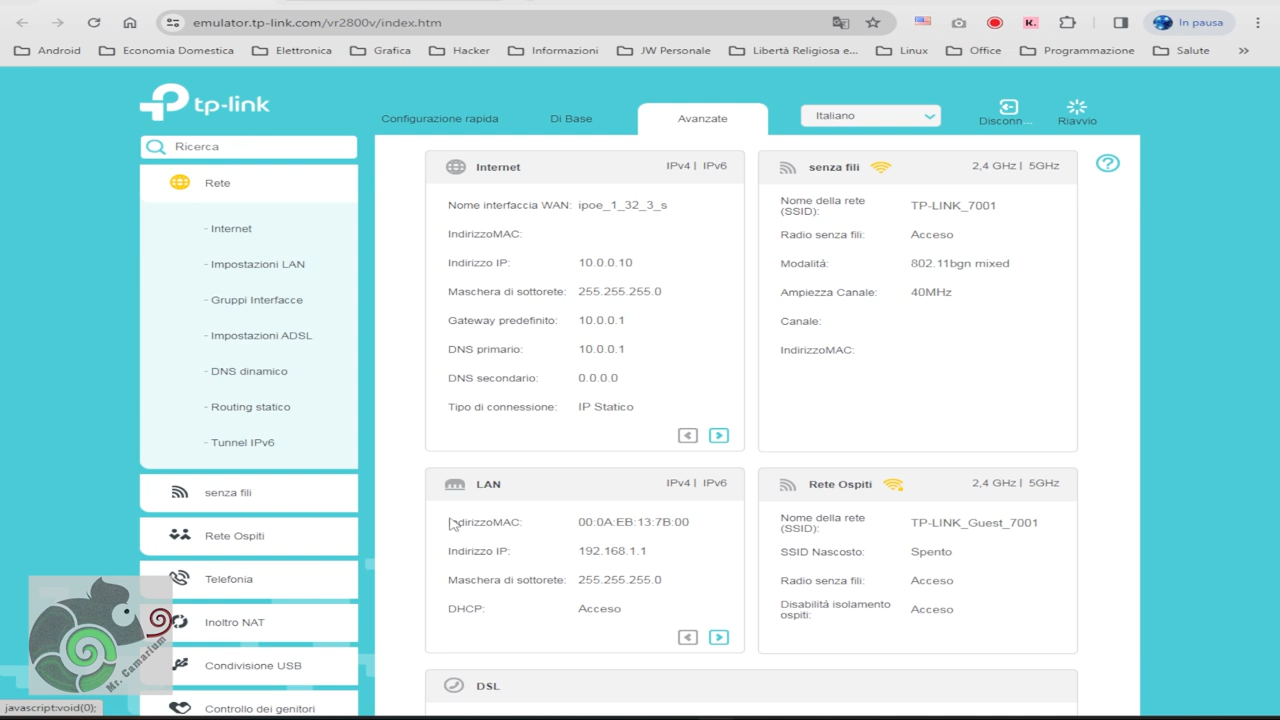 emulator.tp-link.com/vr2800v/index.htm
K.
In pausa
Android
Economia Domestica
Elettronica
Grafica
Hacker
Informazioni
JW Personale
Libertà Religiosa e...
Linux
Office
Programmazione
Salute
»
tp-link
Configurazione rapida
Di Base
Avanzate
Italiano
Disconn...
Riavvio
Ricerca
Rete
- Internet
- Impostazioni LAN
- Gruppi Interfacce
- Impostazioni ADSL
- DNS dinamico
- Routing statico
- Tunnel IPv6
senza fili
Rete Ospiti
Telefonia
Inoltro NAT
Condivisione USB
Controllo dei genitori
Internet
IPv4 | IPv6
Nome interfaccia WAN: ipoe_1_32_3_s
IndirizzoMAC:
Indirizzo IP: 10.0.0.10
Maschera di sottorete: 255.255.255.0
Gateway predefinito: 10.0.0.1
DNS primario: 10.0.0.1
DNS secondario: 0.0.0.0
Tipo di connessione: IP Statico
senza fili
2,4 GHz | 5GHz
Nome della rete
(SSID): TP-LINK_7001
Radio senza fili: Acceso
Modalità: 802.11bgn mixed
Ampiezza Canale: 40MHz
Canale:
IndirizzoMAC:
?
LAN
IPv4 | IPv6
IndirizzoMAC: 00:0A:EB:13:7B:00
Indirizzo IP: 192.168.1.1
Maschera di sottorete: 255.255.255.0
DHCP: Acceso
Rete Ospiti
2,4 GHz | 5GHz
Nome della rete
(SSID): TP-LINK_Guest_7001
SSID Nascosto: Spento
Radio senza fili: Acceso
Disabilità isolamento
ospiti: Acceso
DSL
Mr. Camarium
javascript:void(0);